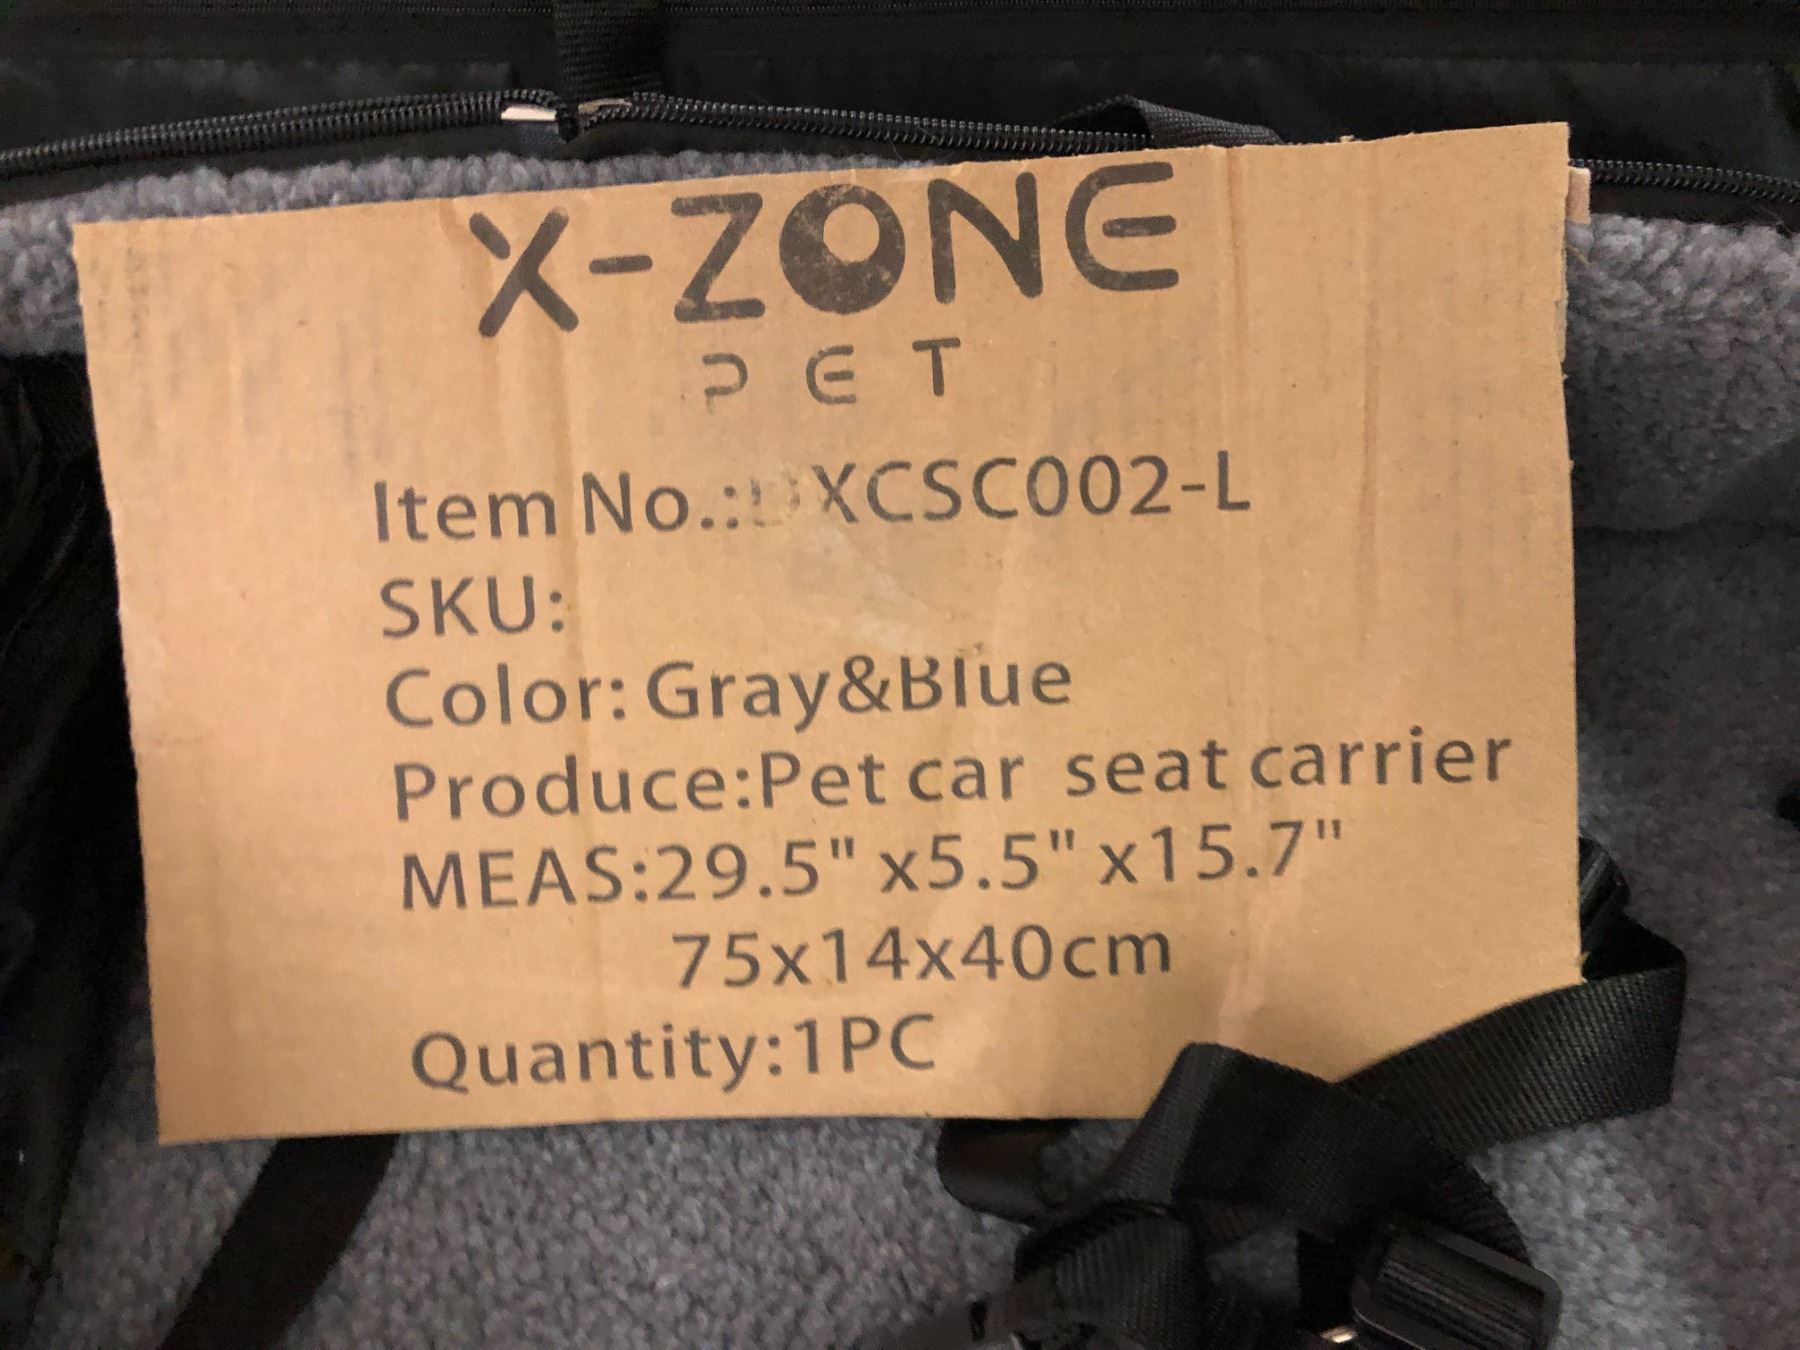 X-ZONE
PET
Item No.: XCSC002-L
SKU:
Color: Gray&Blue
Produce:Pet car seat carrier
MEAS:29.5" x5.5" x15.7"
75x14x40cm
Quantity:1PC